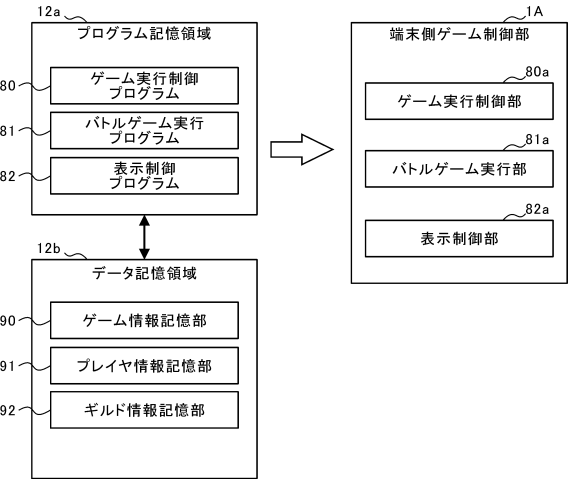 12a
プログラム記憶領域
80
ゲーム実行制御
プログラム
81
バトルゲーム実行
プログラム
82
表示制御
プログラム
12b
データ記憶領域
90
ゲーム情報記憶部
91
プレイヤ情報記憶部
92
ギルド情報記憶部
1A
端末側ゲーム制御部
80a
ゲーム実行制御部
81a
バトルゲーム実行部
82a
表示制御部